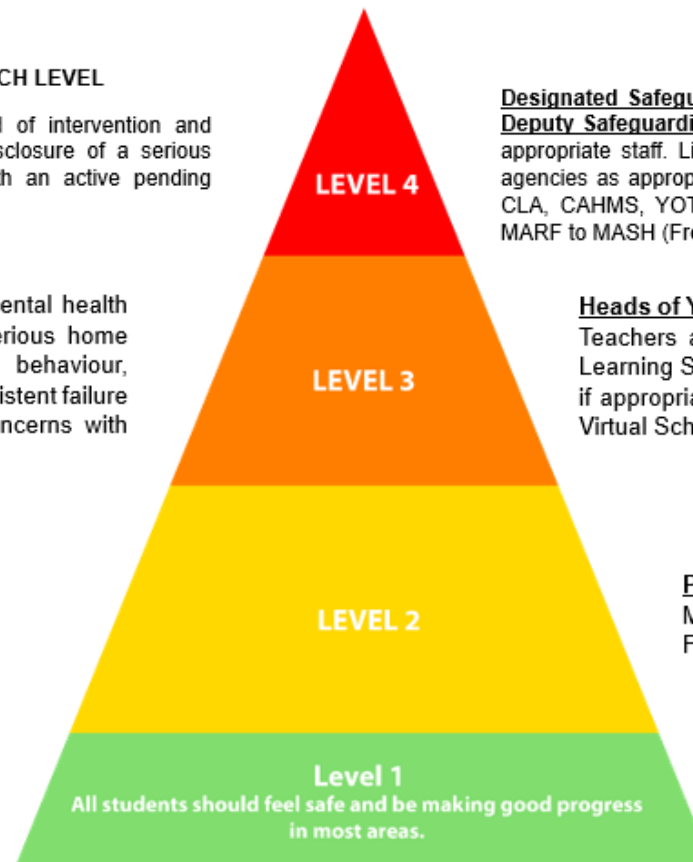 CH LEVEL
of intervention and
sclosure of a serious
th an active pending
Designated Safegu
Deputy Safeguardi
appropriate staff. Li
agencies as approp
CLA, CAHMS, YOT
MARF to MASH (Fro
LEVEL 4
ental health
erious home
behaviour,
istent failure
ncerns with
Heads of Y
Teachers a
Learning S
if appropria
Virtual Sch
LEVEL 3
LEVEL 2
M
F
Level 1
All students should feel safe and be making good progress
in most areas.